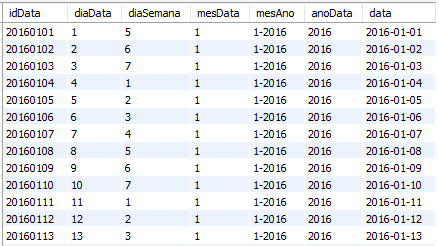 idData diaData diaSemana mesData mesAno anoData data
20160101 1 5 1 1-2016 2016 2016-01-01
20160102 2 6 1 1-2016 2016 2016-01-02
20160103 3 7 1 1-2016 2016 2016-01-03
20160104 4 1 1 1-2016 2016 2016-01-04
20160105 5 2 1 1-2016 2016 2016-01-05
20160106 6 3 1 1-2016 2016 2016-01-06
20160107 7 4 1 1-2016 2016 2016-01-07
20160108 8 5 1 1-2016 2016 2016-01-08
20160109 9 6 1 1-2016 2016 2016-01-09
20160110 10 7 1 1-2016 2016 2016-01-10
20160111 11 1 1 1-2016 2016 2016-01-11
20160112 12 2 1 1-2016 2016 2016-01-12
20160113 13 3 1 1-2016 2016 2016-01-13